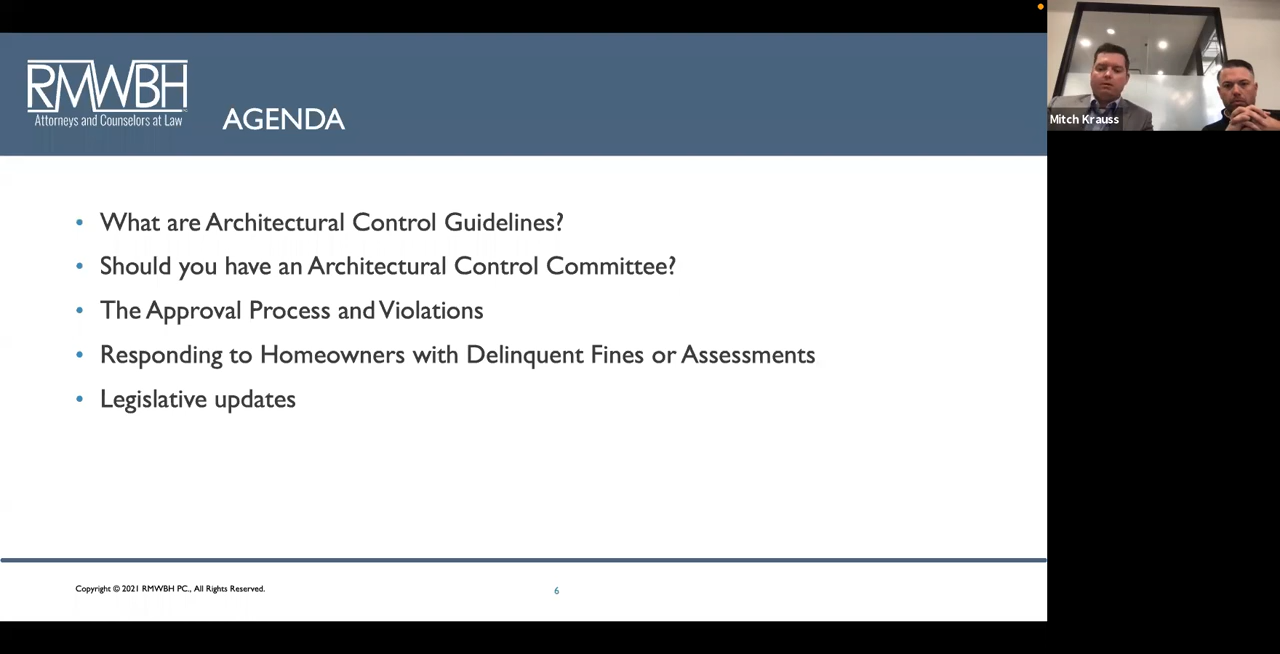 RMWBH
Attorneys and Counselors at Law
AGENDA
Mitch Krauss
• What are Architectural Control Guidelines?
• Should you have an Architectural Control Committee?
• The Approval Process and Violations
• Responding to Homeowners with Delinquent Fines or Assessments
• Legislative updates
Copyright © 2021 RMWBH PC., All Rights Reserved.
6